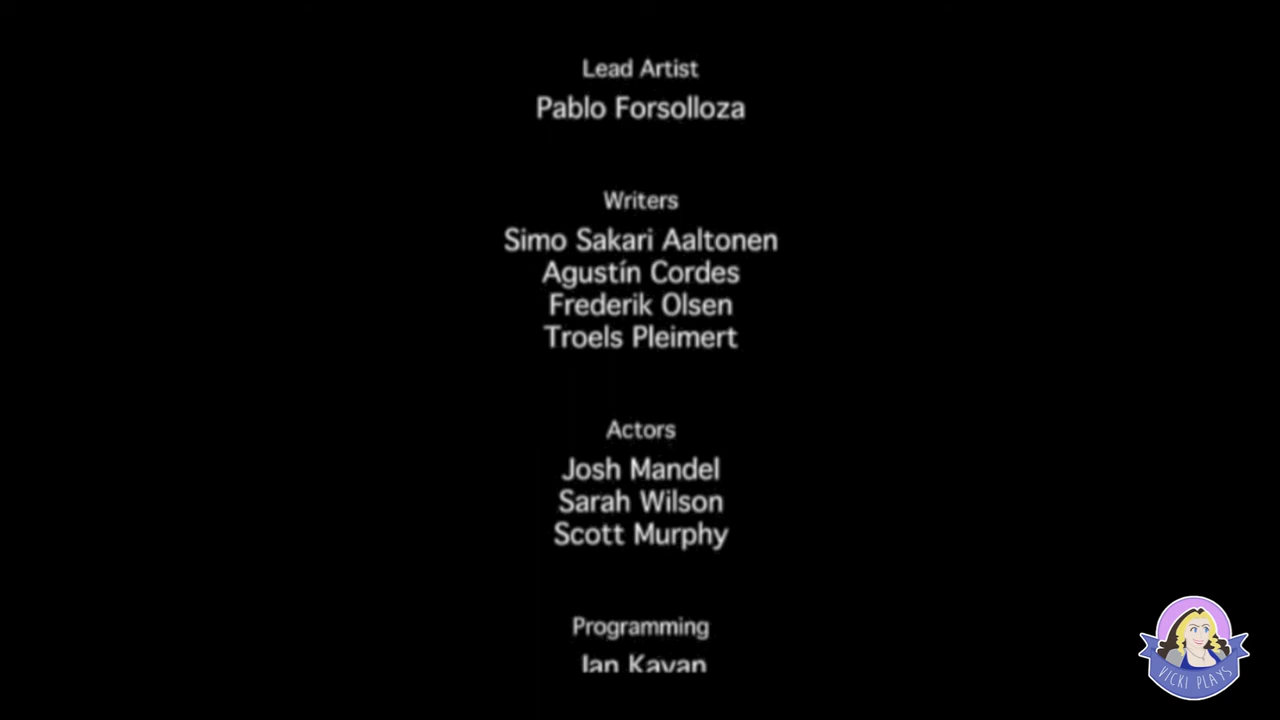 Lead Artist
Pablo Forsolloza
Writers
Simo Sakari Aaltonen
Agustín Cordes
Frederik Olsen
Troels Pleimert
Actors
Josh Mandel
Sarah Wilson
Scott Murphy
Programming
Jan Kavan
VICKI PLAYS